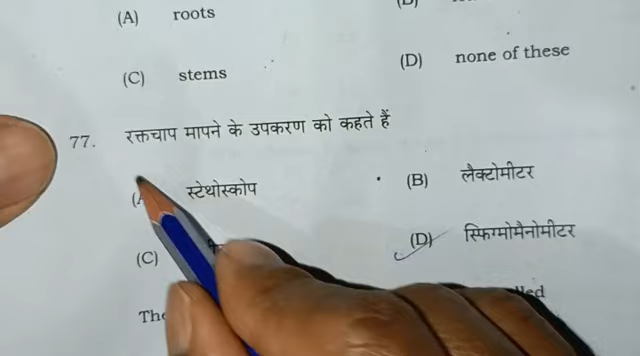 (A) roots
(C) stems
(D) none of these
77. रक्तचाप मापने के उपकरण को कहते हैं
स्टेथोस्कोप
(B) लैक्टोमीटर
(C)
(D) स्फिग्मोमैनोमीटर